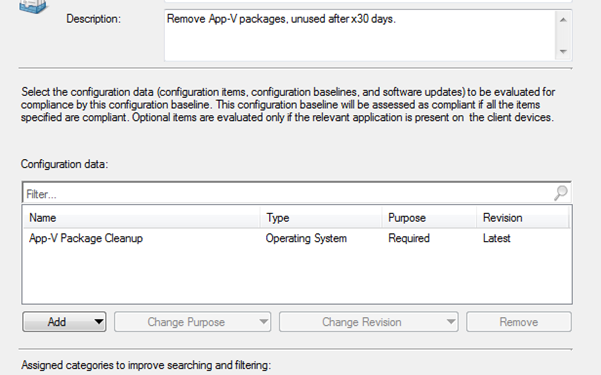 Description:
Remove App-V packages, unused after x30 days.
Select the configuration data (configuration items, configuration baselines, and software updates) to be evaluated for
compliance by this configuration baseline. This configuration baseline will be assessed as compliant if all the items
specified are compliant. Optional items are evaluated only if the relevant application is present on the client devices.
Configuration data:
Filter...
Name Type Purpose Revision
App-V Package Cleanup Operating System Required Latest
Add Change Purpose Change Revision Remove
Assigned categories to improve searching and filtering: